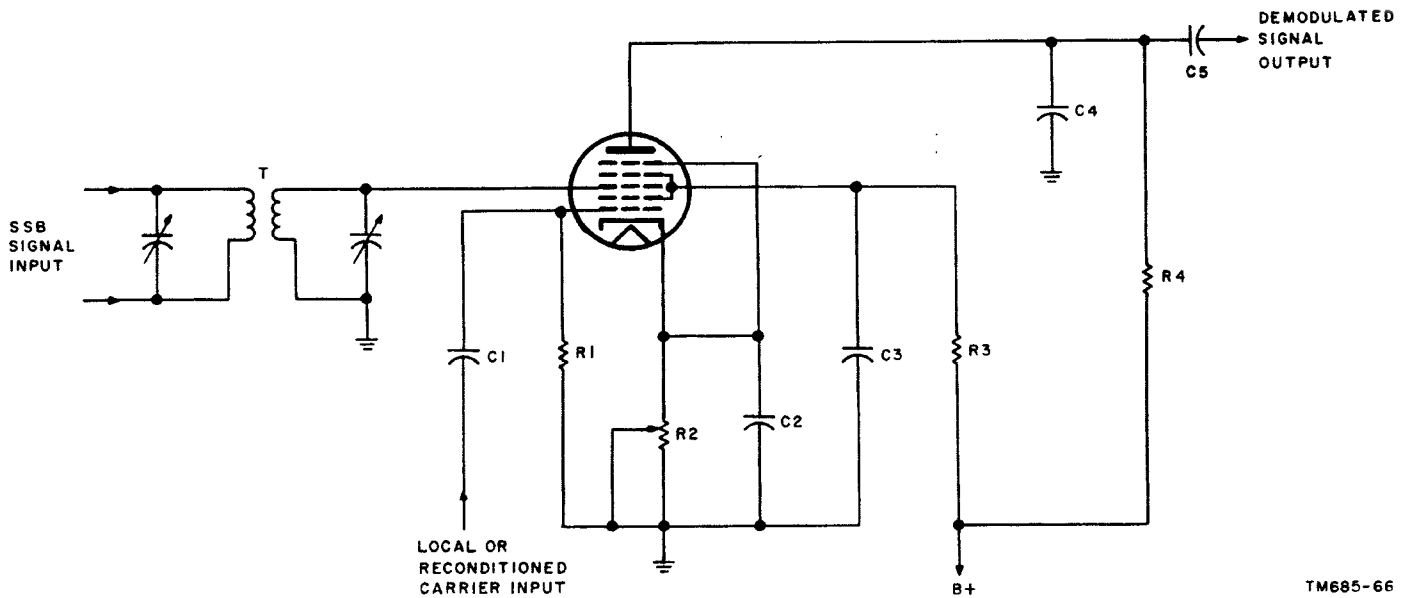 DEMODULATED
SIGNAL
OUTPUT
C5
C4
T
SSB
SIGNAL
INPUT
R4
C1
R1
C3
R3
R2
C2
LOCAL OR
RECONDITIONED
CARRIER INPUT
B+
TM685-66